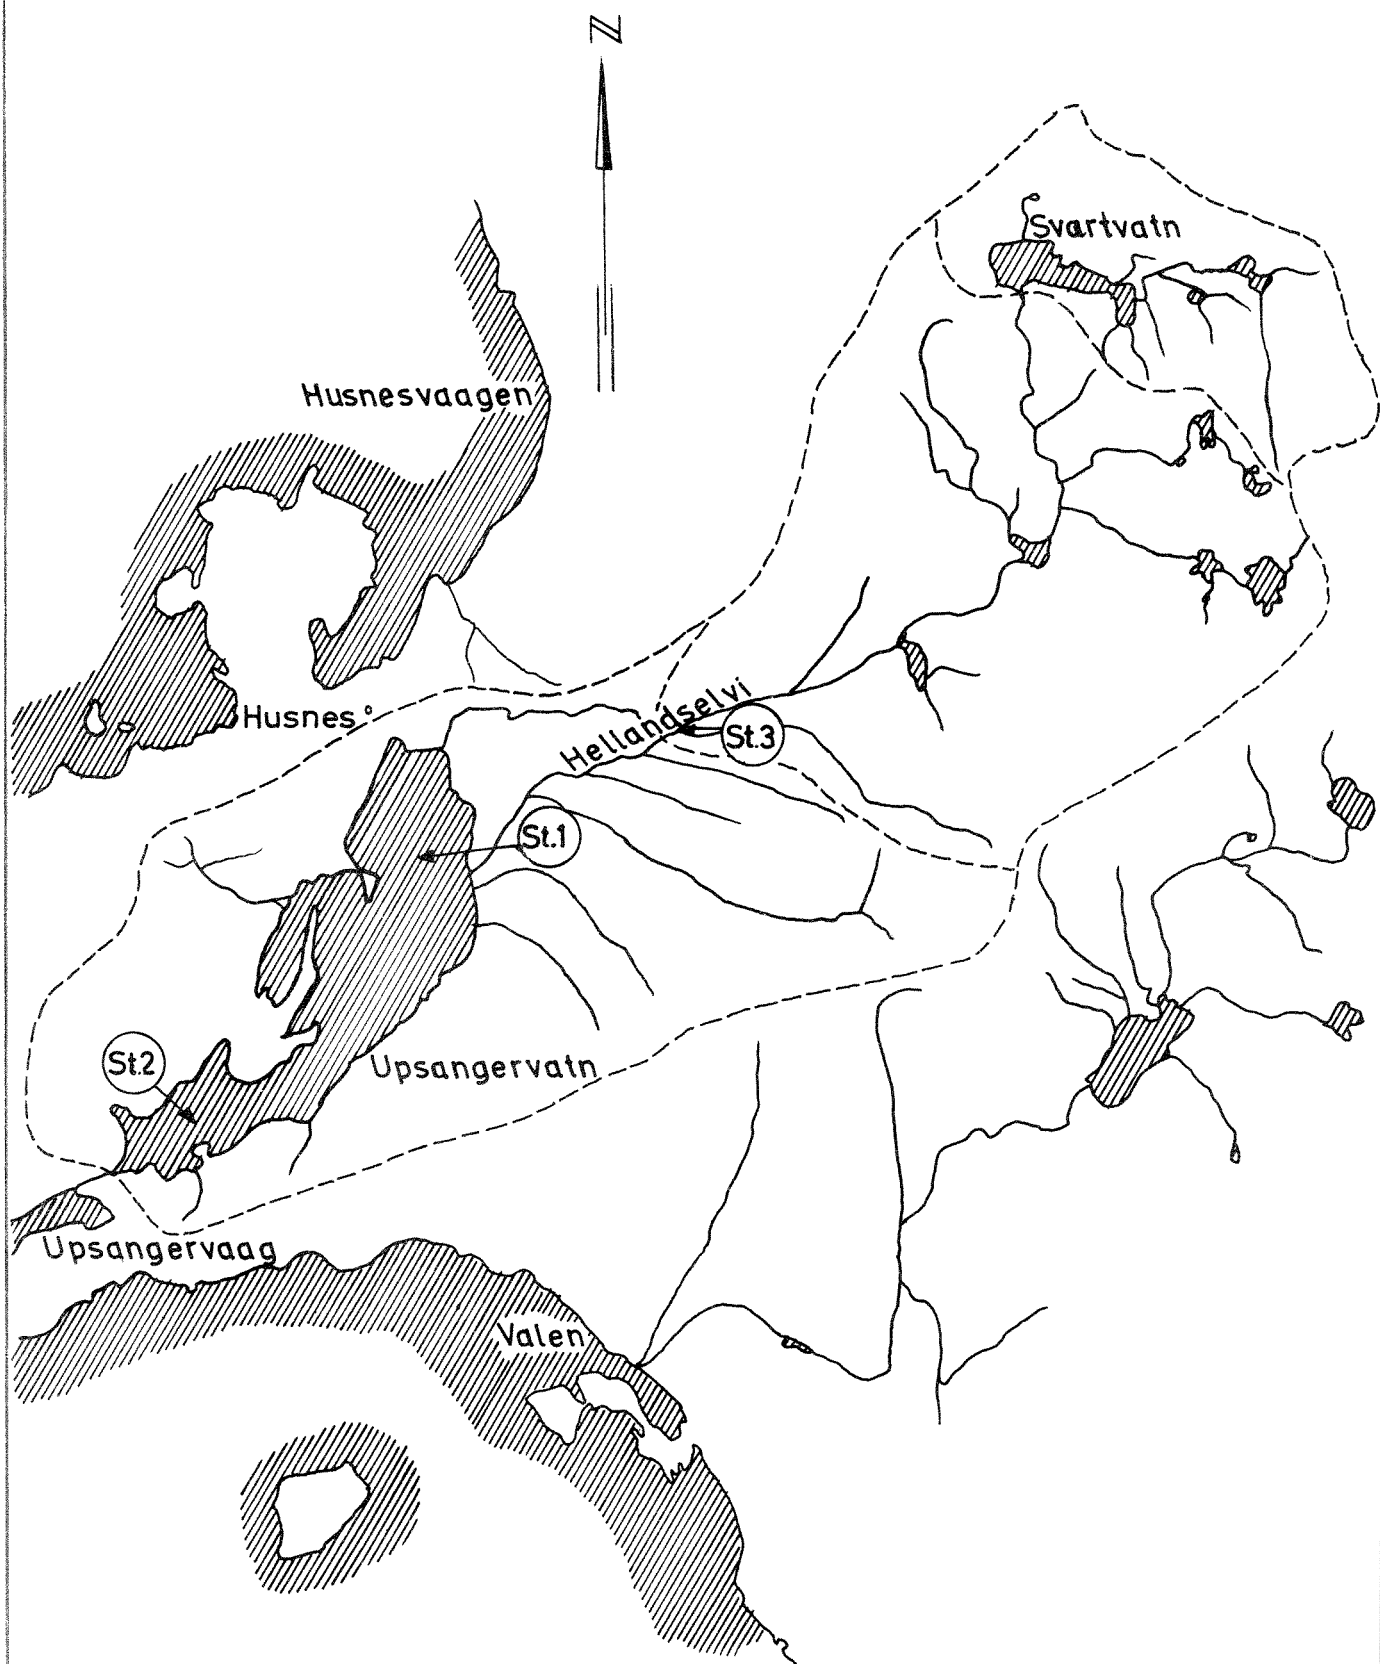 N
Svartvatn
Husnesvaagen
Husnes
Hellandselvi
St.3
St.1
St.2
Upsangervatn
Upsangervaag
Valen